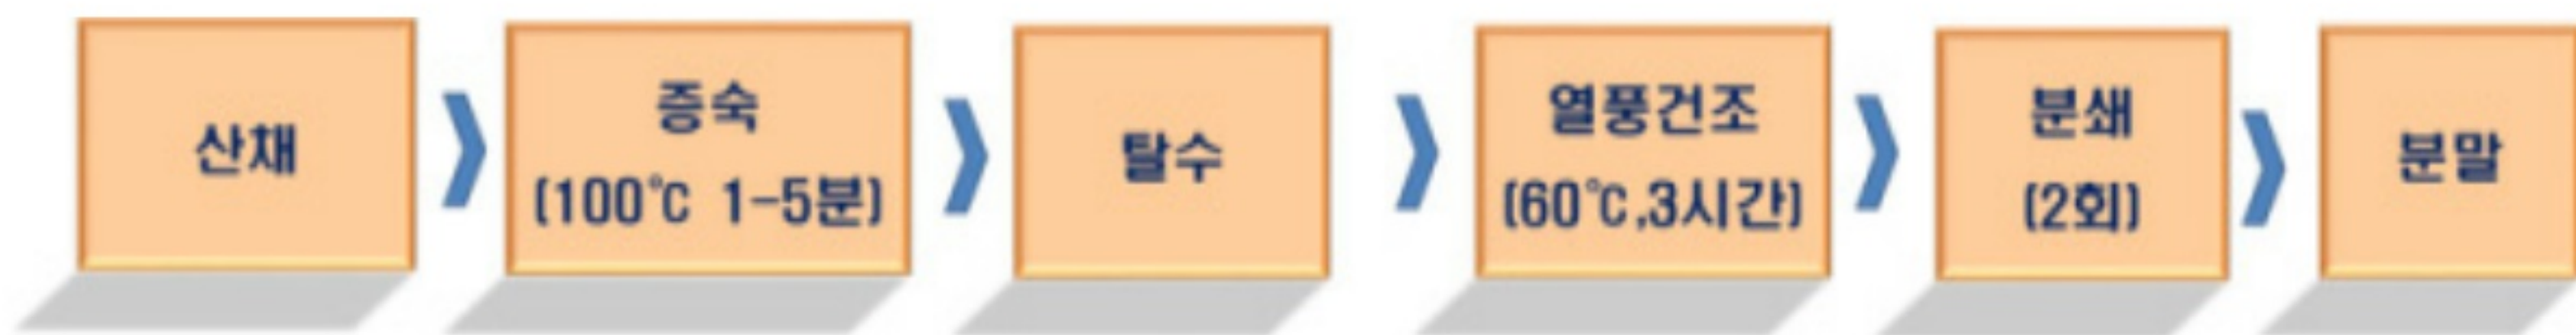 산채
증숙
(100℃ 1-5분)
탈수
열풍건조
(60℃,3시간)
분쇄
(2회)
분말